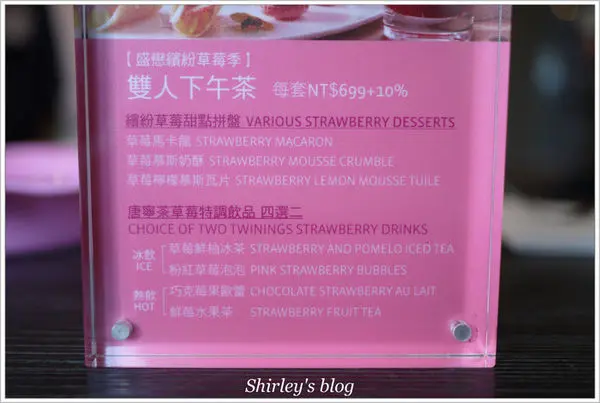 【盛戀繽紛草莓季】
雙人下午茶 每套NT$699+10%
繽紛草莓甜點拼盤 VARIOUS STRAWBERRY DESSERTS
草莓馬卡龍 STRAWBERRY MACARON
草莓慕斯奶酥 STRAWBERRY MOUSSE CRUMBLE
草莓檸檬慕斯瓦片 STRAWBERRY LEMON MOUSSE TUILE
唐寧茶草莓特調飲品 四選二
CHOICE OF TWO TWININGS STRAWBERRY DRINKS
冰飲 ICE
草莓鮮柚冰茶 STRAWBERRY AND POMELO ICED TEA
粉紅草莓泡泡 PINK STRAWBERRY BUBBLES
熱飲 HOT
巧克莓果歐蕾 CHOCOLATE STRAWBERRY AU LAIT
鮮莓水果茶 STRAWBERRY FRUIT TEA
Shirley's blog